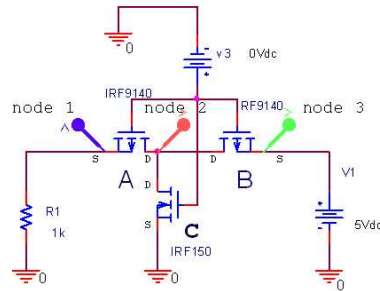 0
v3
0Vdc
IRF9140
RF9140
node 1
node 2
node 3
S
D
D
S
A
B
D
V1
R1
C
1k
S
5Vdc
IRF150
0
0
0